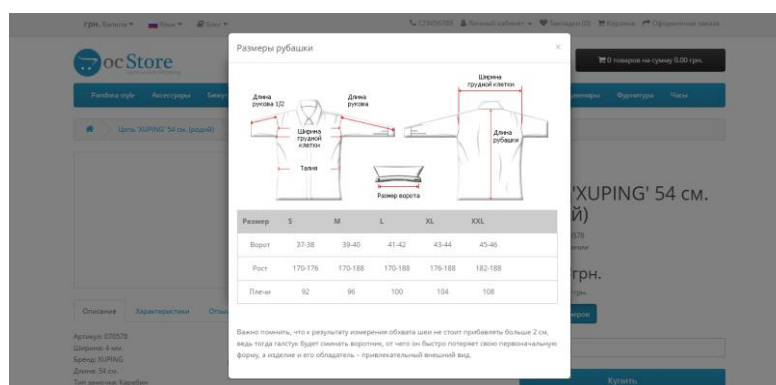 грн. Валюта
Язык
Блог
123456789
Личный кабинет
Закладки (0)
Корзина
Оформление заказа
ocStore
0 товаров на сумму 0.00 грн.
Pandora style
Аксессуары
Фурнитура
Часы
Цепь 'XUPING' 54 см. (родий)
Размеры рубашки
×
Длина
рукова 1/2
Длина
рукова
Ширина
грудной
клетки
Талия
Ширина
грудной клетки
Длина
рубашки
Размер ворота
Размер S M L XL XXL
Ворот 37-38 39-40 41-42 43-44 45-46
Рост 170-176 170-188 170-188 176-188 182-188
Плечи 92 96 100 104 108
Важно помнить, что к результату измерения обхвата шеи не стоит прибавлять больше 2 см,
ведь тогда галстук будет сминать воротник, от чего он быстро потеряет свою первоначальную
форму, а изделие и его обладатель – привлекательный внешний вид.
'XUPING' 54 см.
й)
грн.
Описание
Характеристики
Отзы
Артикул: 070578
Ширина: 4 мм.
Бренд: XUPING
Длина: 54 см.
Тип замочка: Карабин
Купить